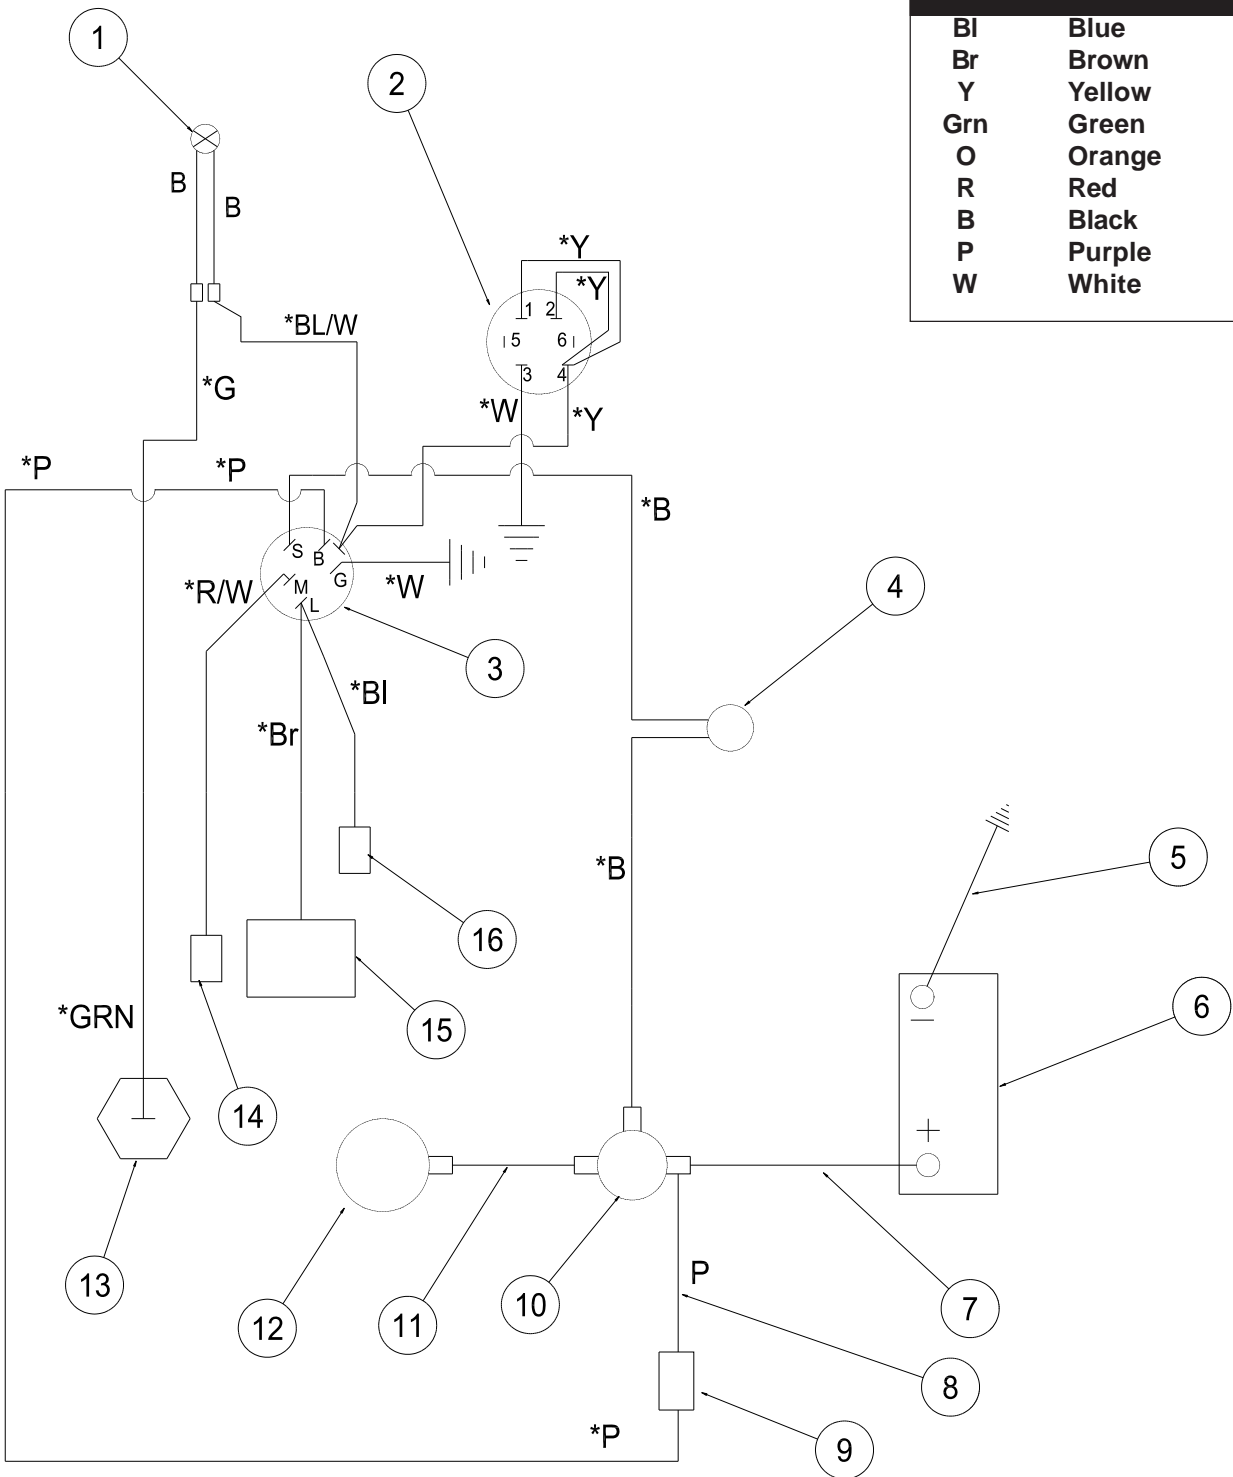 Bl Blue
Br Brown
Y Yellow
Grn Green
O Orange
R Red
B Black
P Purple
W White
1
2
B
B
*Y
*Y
1 2
5 6
3 4
*BL/W
*G
*W
*Y
*P
*P
*B
S
B
G
M
L
*R/W
*W
4
3
*Bl
*Br
5
*B
16
6
15
*GRN
14
13
12
11
10
P
7
8
*P
9